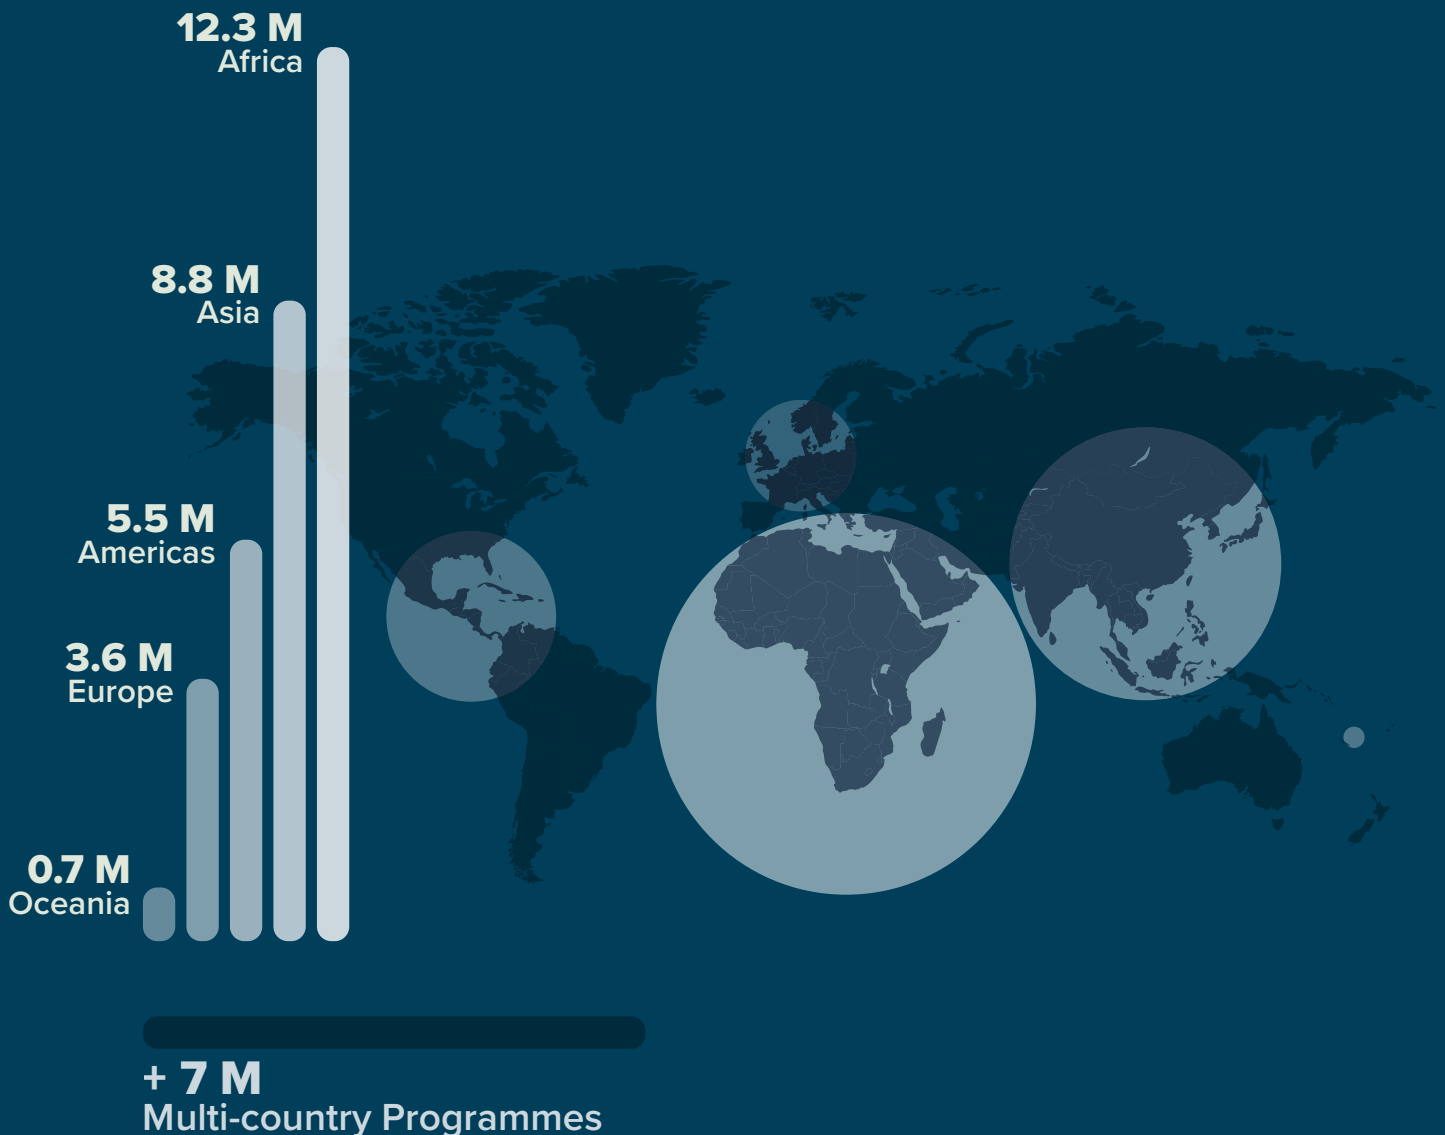 12.3 M
Africa
8.8 M
Asia
5.5 M
Americas
3.6 M
Europe
0.7 M
Oceania
+ 7 M
Multi-country Programmes